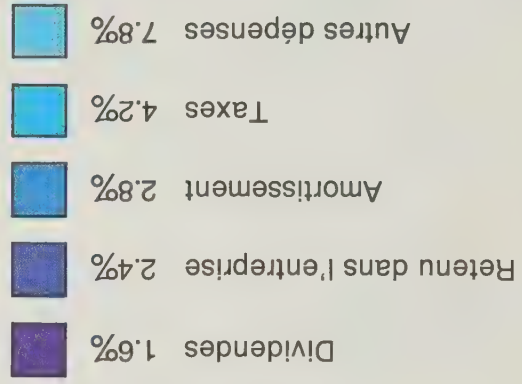 Dividendes 1.6%
Retenu dans l'entreprise 2.4%
Amortissement 2.8%
Taxes 4.2%
Autres dépenses 7.8%